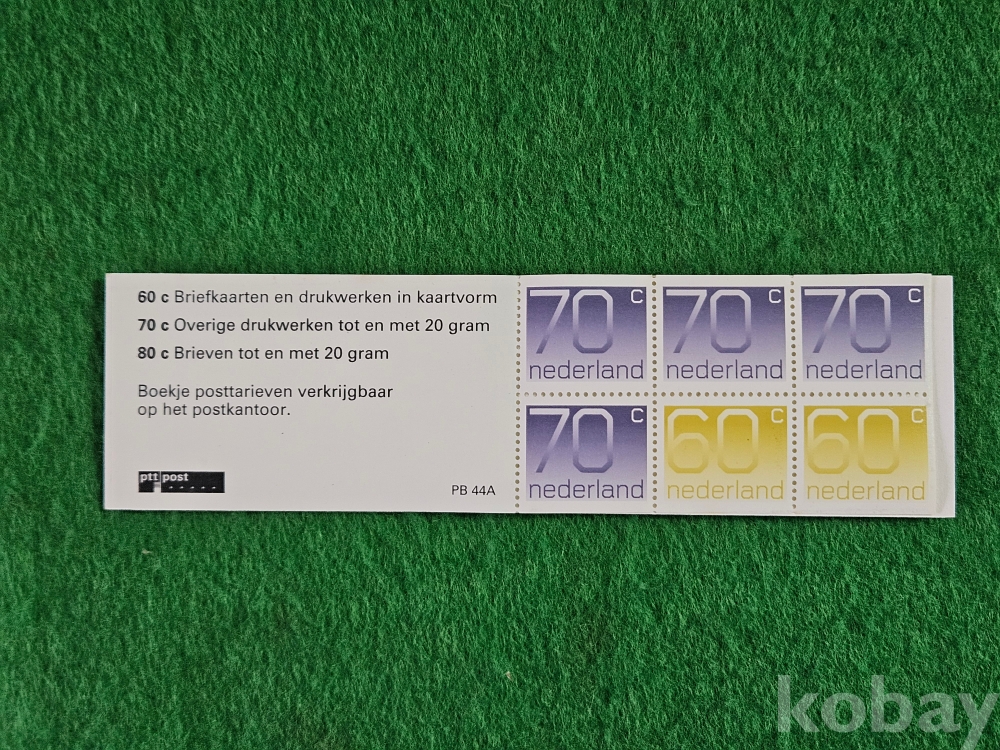 60 c Briefkaarten en drukwerken in kaartvorm
70 c Overige drukwerken tot en met 20 gram
80 c Brieven tot en met 20 gram
Boekje posttarieven verkrijgbaar
op het postkantoor.
ptt post
PB 44A
70 c
nederland
70 c
nederland
70 c
nederland
70 c
nederland
60 c
nederland
60 c
nederland
kobay